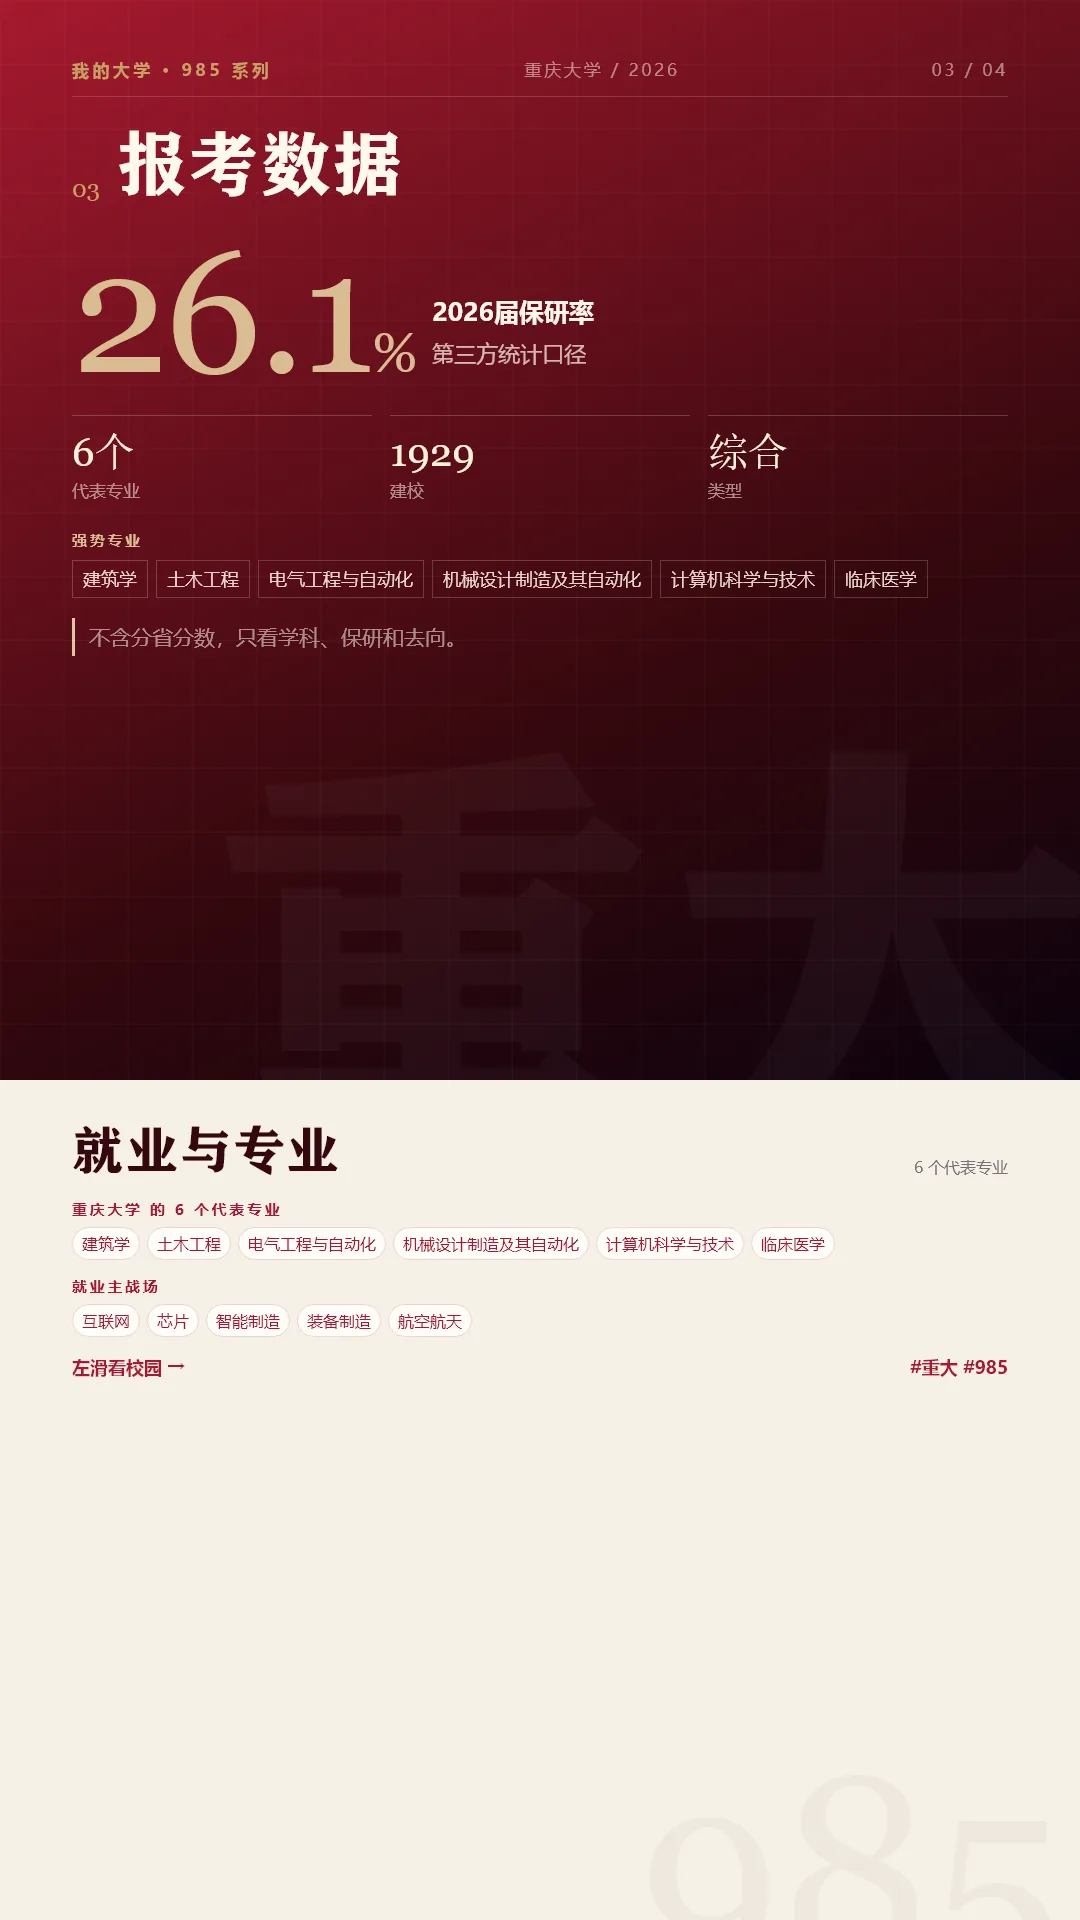 我的大学 • 985 系列
重庆大学 / 2026
03 / 04
03 报考数据
26.1%
2026届保研率
第三方统计口径
6个
代表专业
1929
建校
综合
类型
强势专业
建筑学 土木工程 电气工程与自动化 机械设计制造及其自动化 计算机科学与技术 临床医学
不含分省分数，只看学科、保研和去向。
重大
就业与专业
6 个代表专业
重庆大学 的 6 个代表专业
建筑学 土木工程 电气工程与自动化 机械设计制造及其自动化 计算机科学与技术 临床医学
就业主战场
互联网 芯片 智能制造 装备制造 航空航天
左滑看校园 →
#重大 #985
985